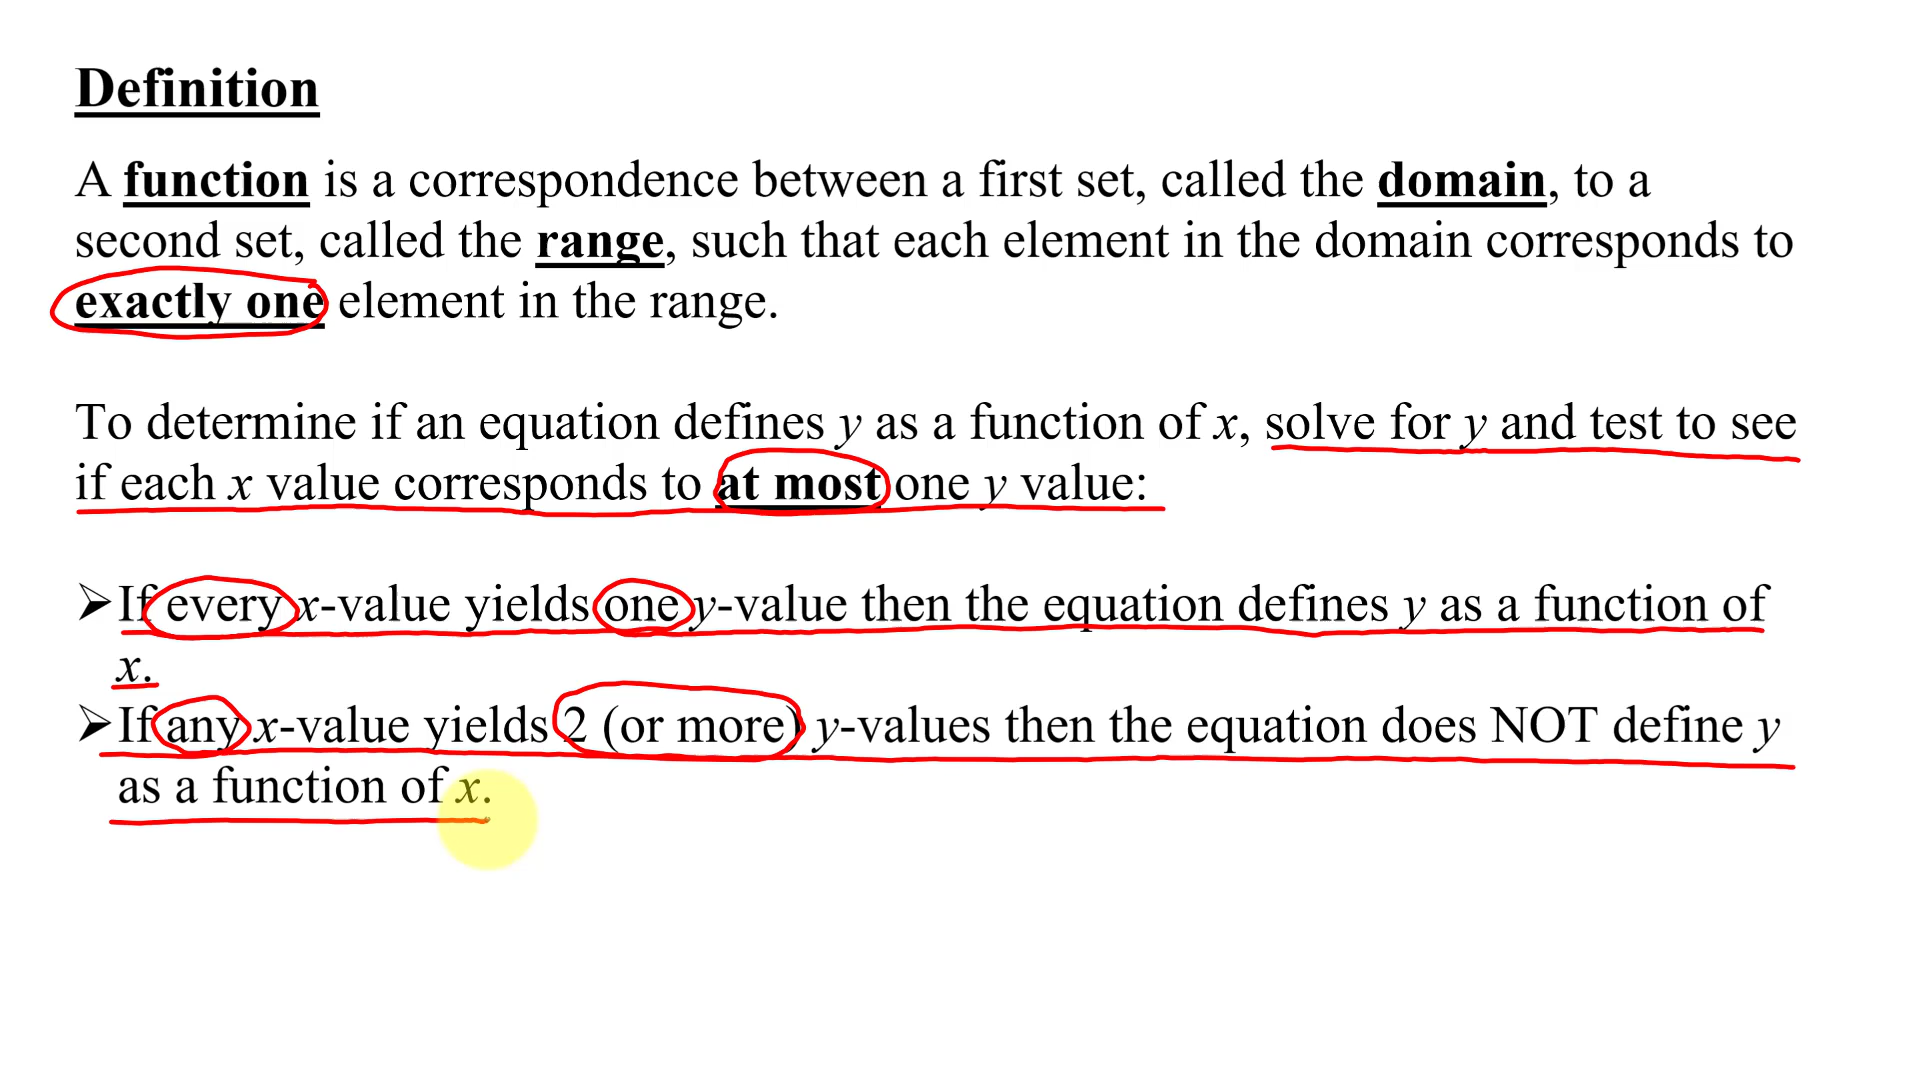 Definition
A function is a correspondence between a first set, called the domain, to a
second set, called the range, such that each element in the domain corresponds to
exactly one element in the range.
To determine if an equation defines y as a function of x, solve for y and test to see
if each x value corresponds to at most one y value:
➢If every x-value yields one y-value then the equation defines y as a function of
x.
➢If any x-value yields 2 (or more) y-values then the equation does NOT define y
as a function of x.